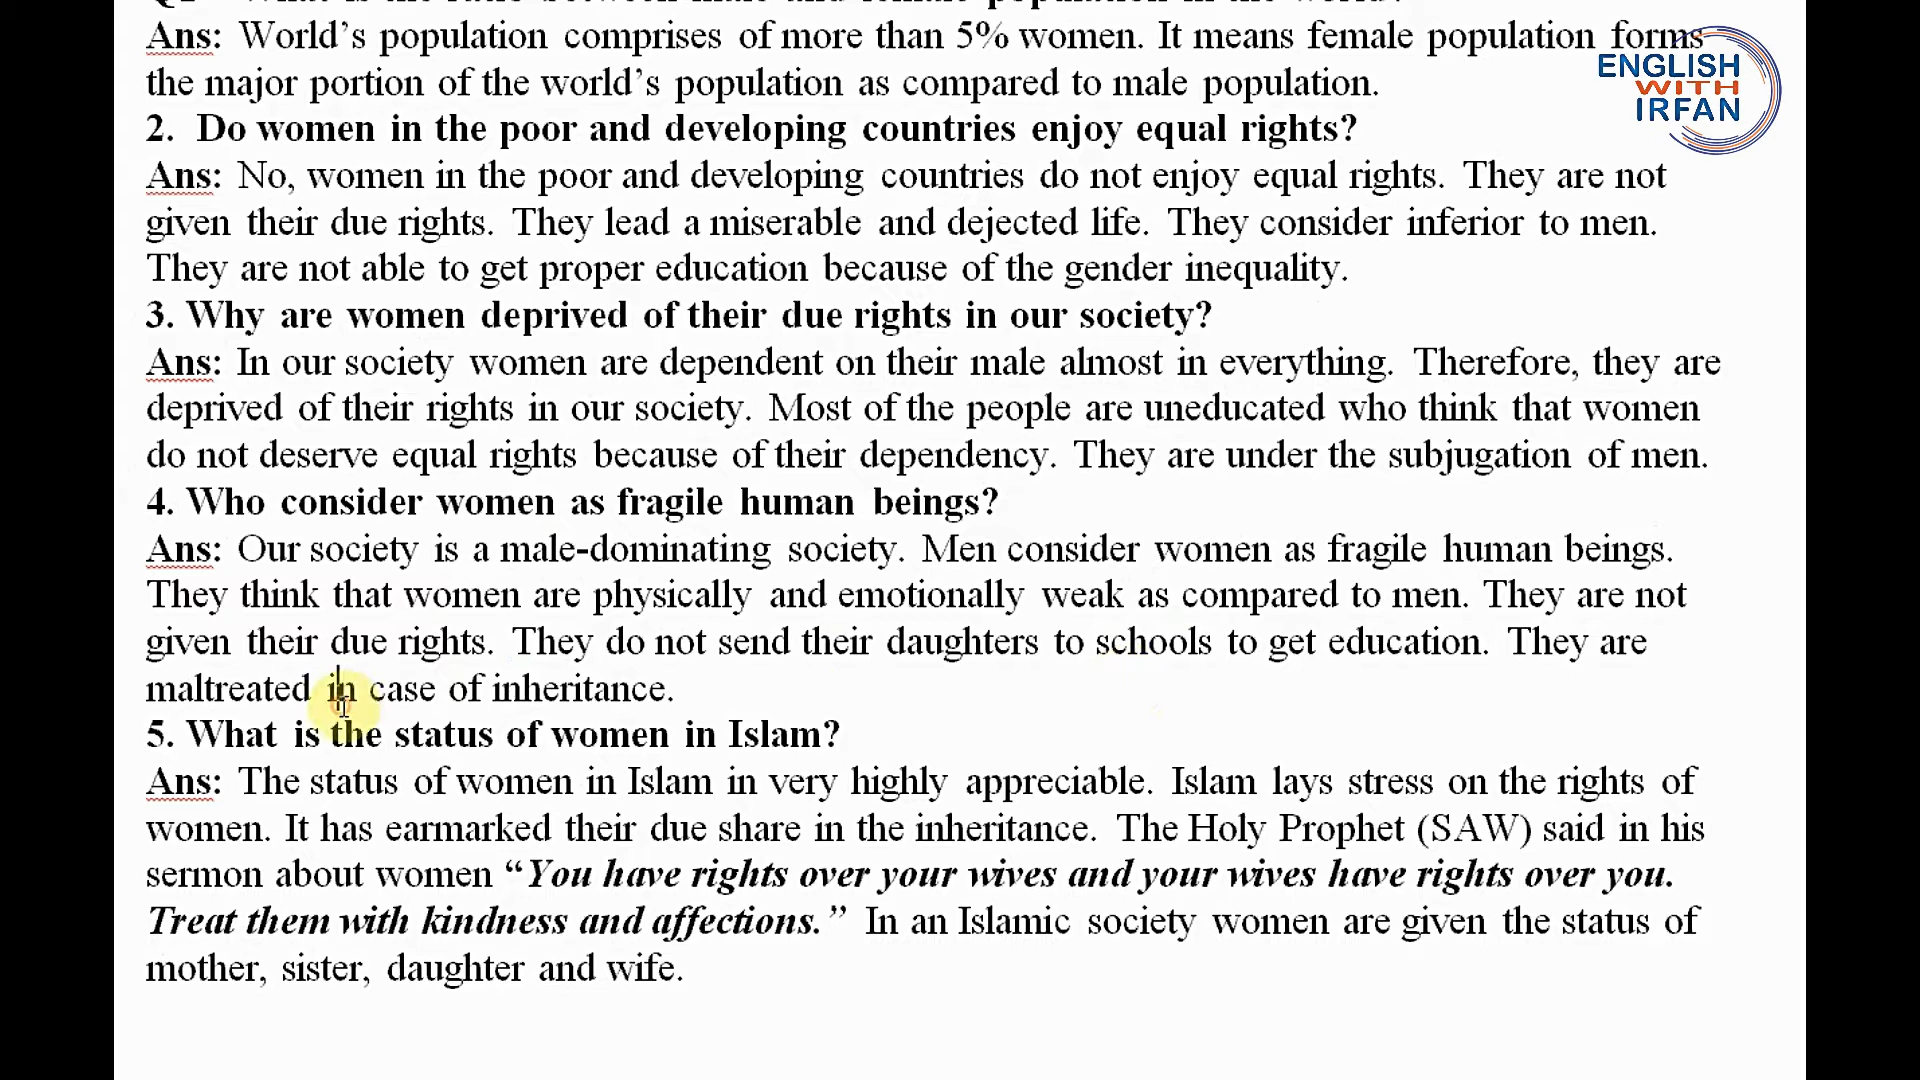 What is the ratio between male and female population in the world?
Ans: World's population comprises of more than 5% women. It means female population forms
the major portion of the world's population as compared to male population.
ENGLISH
WITH
IRFAN
2. Do women in the poor and developing countries enjoy equal rights?
Ans: No, women in the poor and developing countries do not enjoy equal rights. They are not
given their due rights. They lead a miserable and dejected life. They consider inferior to men.
They are not able to get proper education because of the gender inequality.
3. Why are women deprived of their due rights in our society?
Ans: In our society women are dependent on their male almost in everything. Therefore, they are
deprived of their rights in our society. Most of the people are uneducated who think that women
do not deserve equal rights because of their dependency. They are under the subjugation of men.
4. Who consider women as fragile human beings?
Ans: Our society is a male-dominating society. Men consider women as fragile human beings.
They think that women are physically and emotionally weak as compared to men. They are not
given their due rights. They do not send their daughters to schools to get education. They are
maltreated in case of inheritance.
5. What is the status of women in Islam?
Ans: The status of women in Islam in very highly appreciable. Islam lays stress on the rights of
women. It has earmarked their due share in the inheritance. The Holy Prophet (SAW) said in his
sermon about women “You have rights over your wives and your wives have rights over you.
Treat them with kindness and affections.” In an Islamic society women are given the status of
mother, sister, daughter and wife.